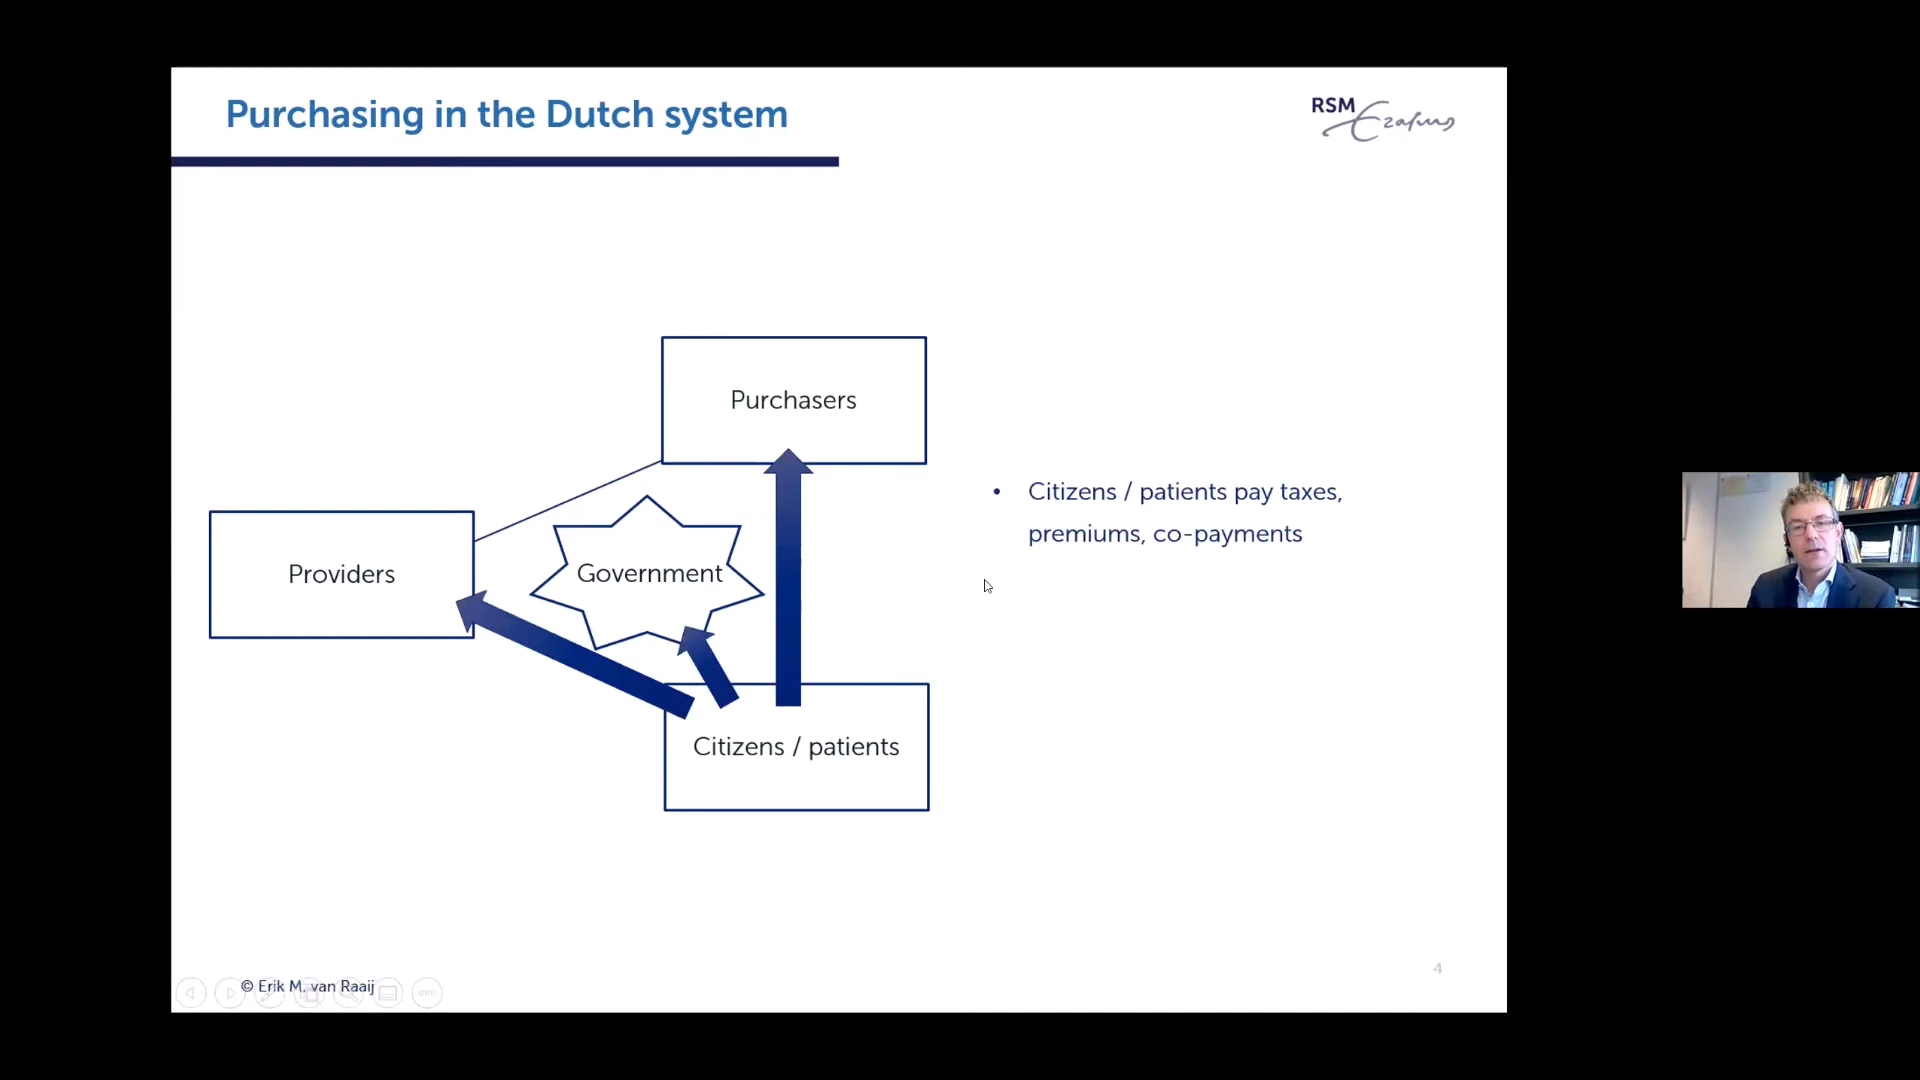 Purchasing in the Dutch system
RSM
Erasmus
Purchasers
• Citizens / patients pay taxes,
premiums, co-payments
Government
Providers
Citizens / patients
4
© Erik M. van Raaij